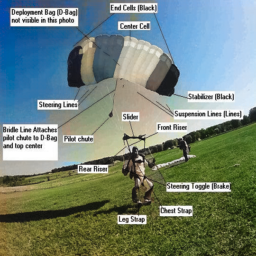 Deployment Bag (D-Bag)
not visible in this photo
End Cells (Black)
Center Cell
Stabilizer (Black)
Steering Lines
Suspension Lines (Lines)
Slider
Front Riser
Bridle Line Attaches
pilot chute to D-Bag
and top center
Pilot chute
Rear Riser
Steering Toggle (Brake)
Chest Strap
Leg Strap